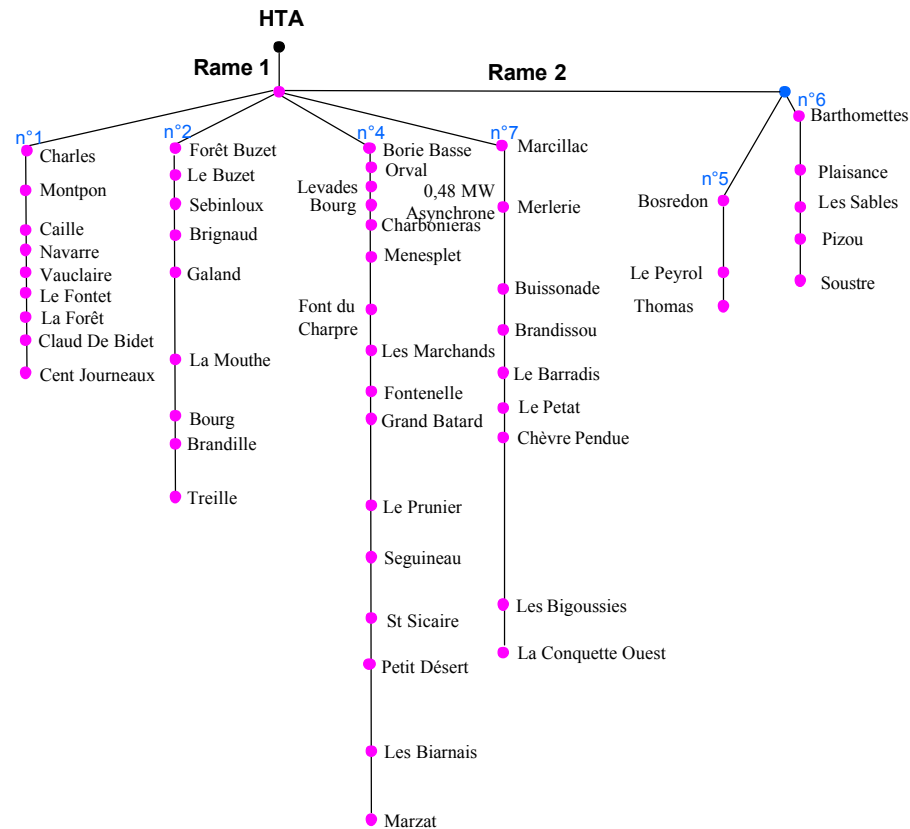 HTA
Rame 1
Rame 2
n°1
Charles
Montpon
Caille
Navarre
Vauclaire
Le Fontet
La Forêt
Claud De Bidet
Cent Journeaux
n°2
Forêt Buzet
Le Buzet
Sebinloux
Brignaud
Galand
La Mouthe
Bourg
Brandille
Treille
n°4
Borie Basse
Orval
Levades
Bourg
0,48 MW
Asynchrone
Charbonieras
Menesplet
Font du
Charpre
Les Marchands
Fontenelle
Grand Batard
Le Prunier
Seguineau
St Sicaire
Petit Désert
Les Biarnais
Marzat
n°7
Marcillac
Merlerie
Buissonade
Brandissou
Le Barradis
Le Petat
Chèvre Pendue
Les Bigoussies
La Conquette Ouest
n°5
Bosredon
Le Peyrol
Thomas
n°6
Barthomettes
Plaisance
Les Sables
Pizou
Soustre